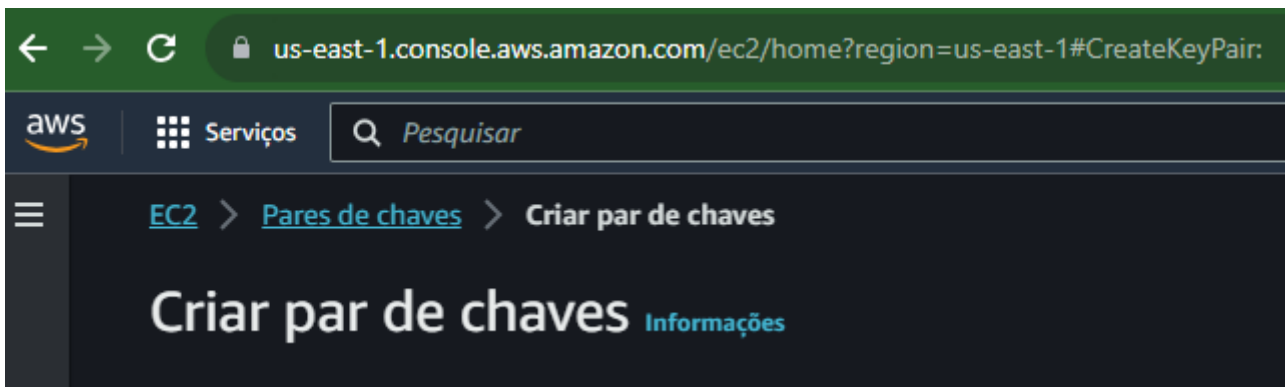 us-east-1.console.aws.amazon.com/ec2/home?region=us-east-1#CreateKeyPair:
aws Serviços Pesquisar
EC2 > Pares de chaves > Criar par de chaves
Criar par de chaves Informações